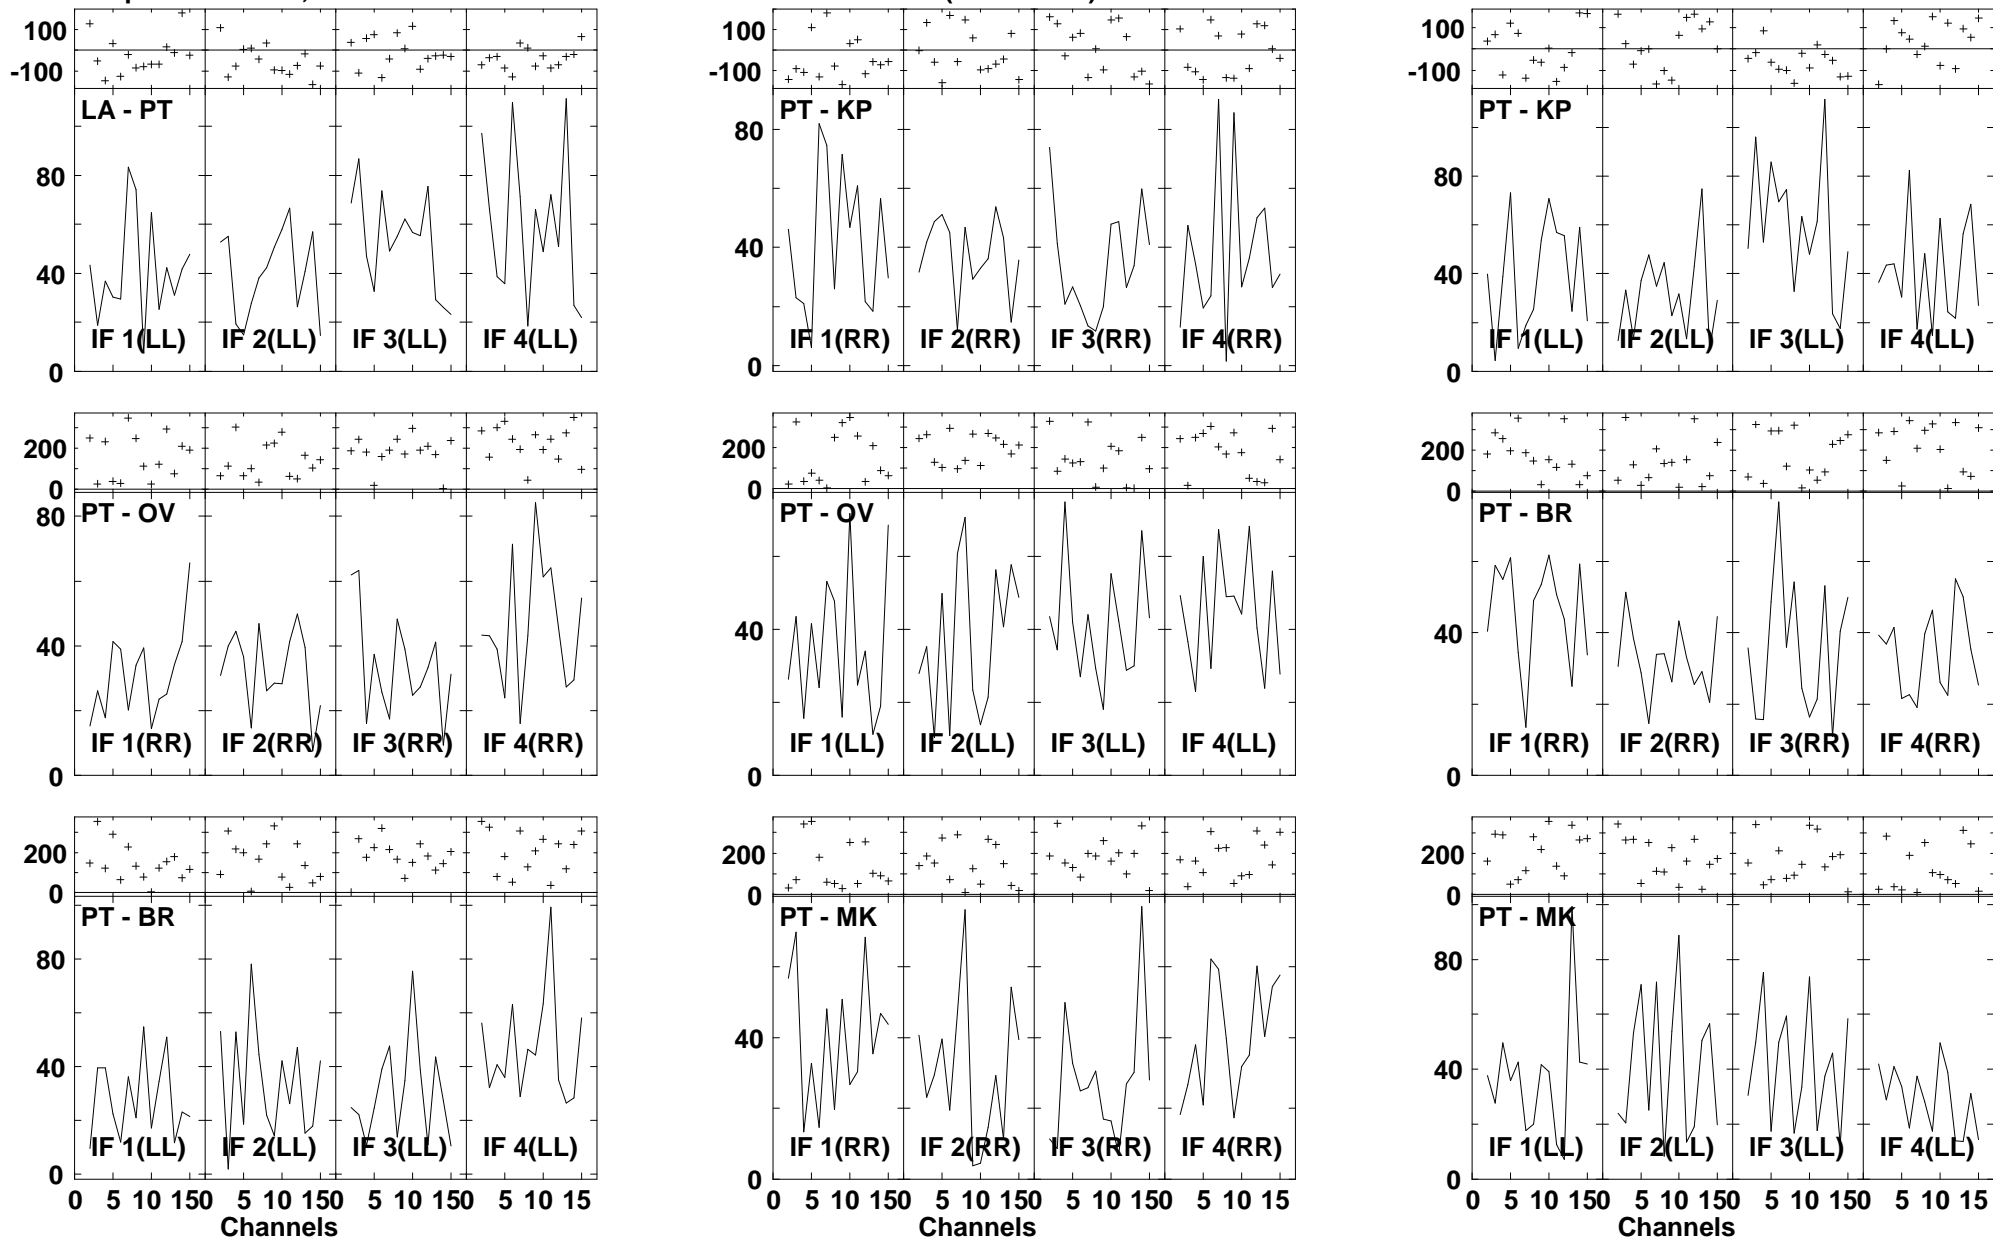 100
-100
LA - PT
80
40
0
IF 1(LL) IF 2(LL) IF 3(LL) IF 4(LL)
100
-100
PT - KP
80
40
0
IF 1(RR) IF 2(RR) IF 3(RR) IF 4(RR)
100
-100
PT - KP
80
40
0
IF 1(LL) IF 2(LL) IF 3(LL) IF 4(LL)
200
0
PT - OV
80
40
0
IF 1(RR) IF 2(RR) IF 3(RR) IF 4(RR)
200
0
PT - OV
40
0
IF 1(LL) IF 2(LL) IF 3(LL) IF 4(LL)
200
0
PT - BR
40
0
IF 1(RR) IF 2(RR) IF 3(RR) IF 4(RR)
200
0
PT - BR
80
40
0
IF 1(LL) IF 2(LL) IF 3(LL) IF 4(LL)
0 5 10 150 5 10 150 5 10 150 5 10 15
Channels
200
0
PT - MK
40
0
IF 1(RR) IF 2(RR) IF 3(RR) IF 4(RR)
0 5 10 150 5 10 150 5 10 150 5 10 15
Channels
200
0
PT - MK
80
40
0
IF 1(LL) IF 2(LL) IF 3(LL) IF 4(LL)
0 5 10 150 5 10 150 5 10 150 5 10 15
Channels